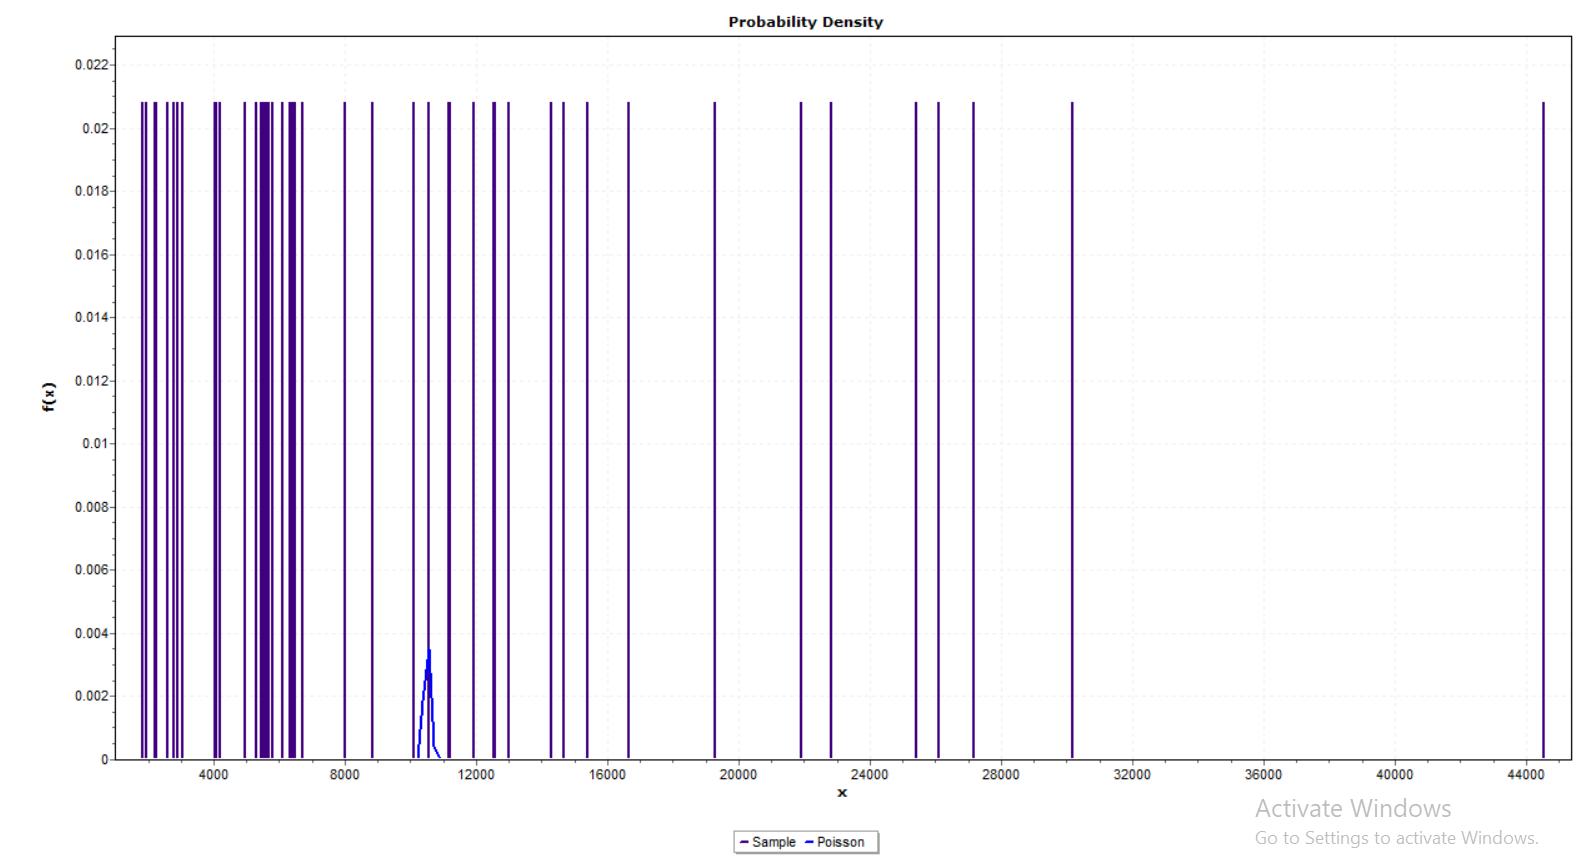 Probability Density
0.022
0.02
0.018
0.016
0.014
0.012
0.01
0.008
0.006
0.004
0.002
0
f(x)
4000 8000 12000 16000 20000 24000 28000 32000 36000 40000 44000
x
Activate Windows
Go to Settings to activate Windows.
Sample Poisson